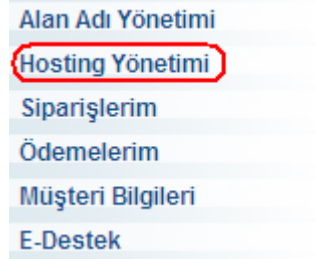 Alan Adı Yönetimi
Hosting Yönetimi
Siparişlerim
Ödemelerim
Müşteri Bilgileri
E-Destek